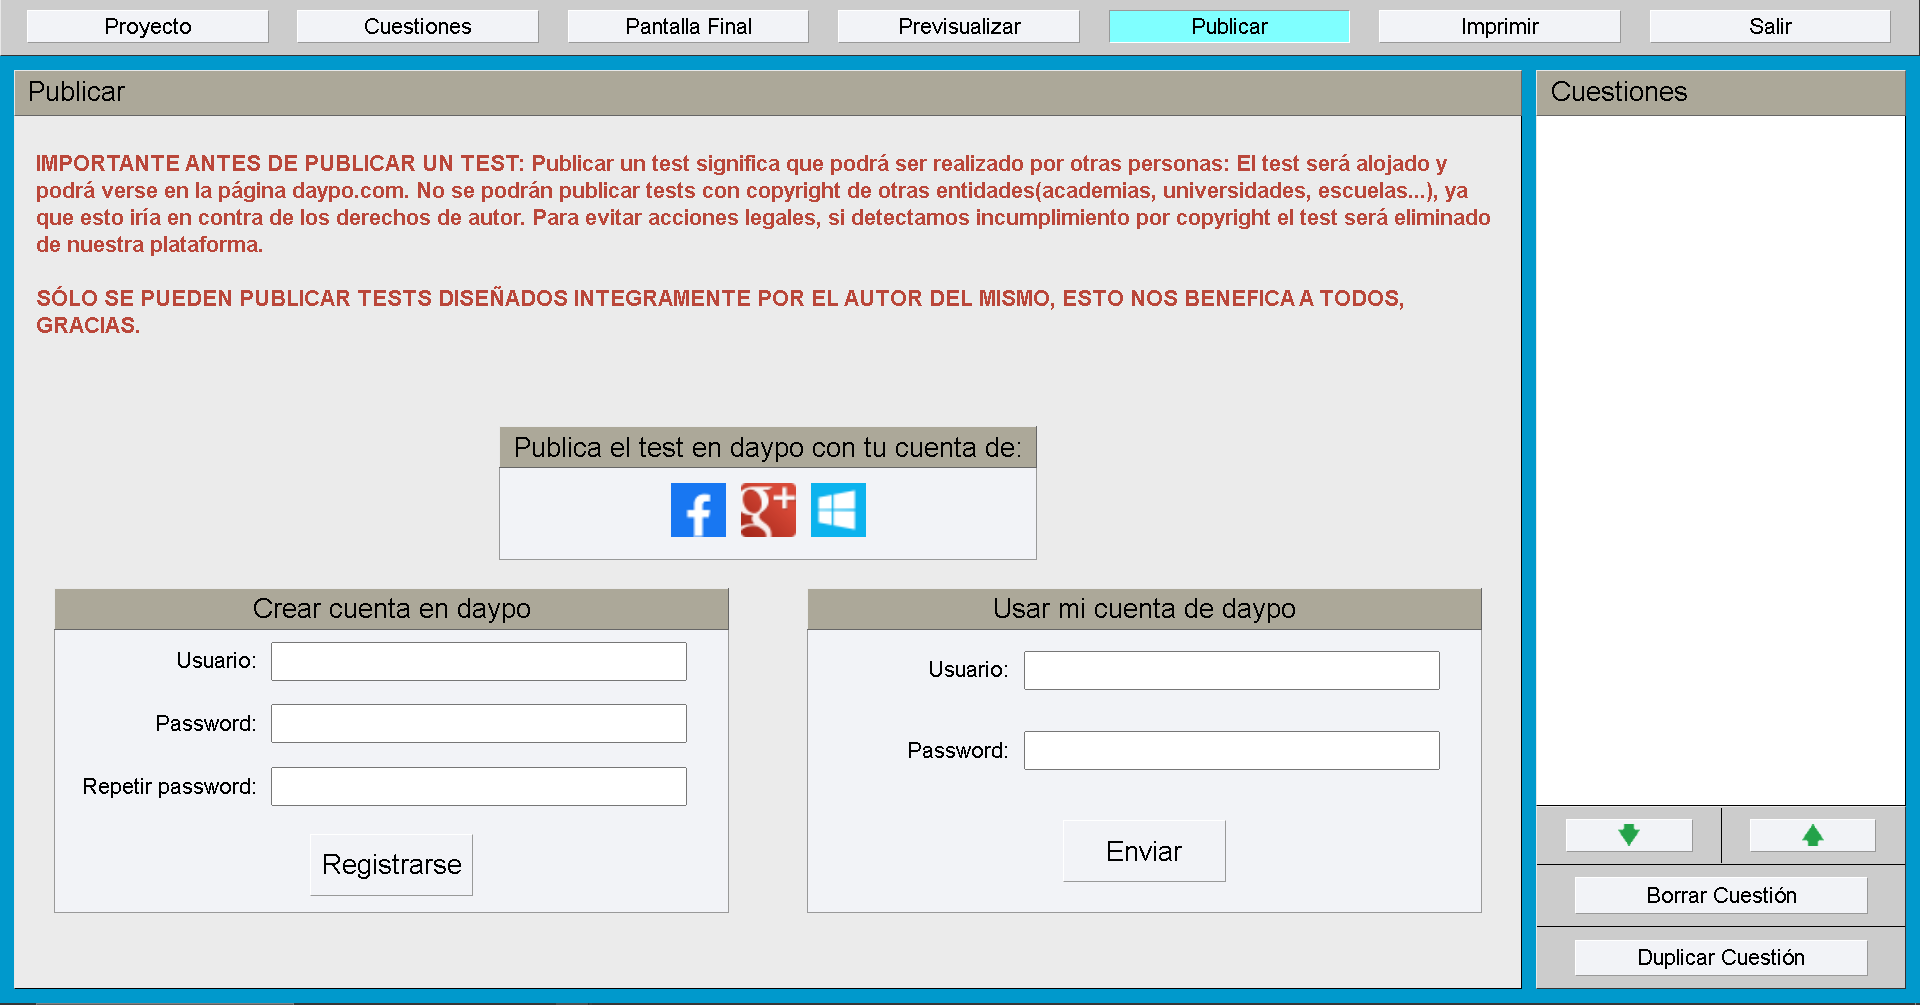 Proyecto
Cuestiones
Pantalla Final
Previsualizar
Publicar
Imprimir
Salir
Publicar
IMPORTANTE ANTES DE PUBLICAR UN TEST: Publicar un test significa que podrá ser realizado por otras personas: El test será alojado y
podrá verse en la página daypo.com. No se podrán publicar tests con copyright de otras entidades(academias, universidades, escuelas...), ya
que esto iría en contra de los derechos de autor. Para evitar acciones legales, si detectamos incumplimiento por copyright el test será eliminado
de nuestra plataforma.
SÓLO SE PUEDEN PUBLICAR TESTS DISEÑADOS INTEGRAMENTE POR EL AUTOR DEL MISMO, ESTO NOS BENEFICA A TODOS,
GRACIAS.
Publica el test en daypo con tu cuenta de:
f
g+
Crear cuenta en daypo
Usuario:
Password:
Repetir password:
Registrarse
Usar mi cuenta de daypo
Usuario:
Password:
Enviar
Cuestiones
Borrar Cuestión
Duplicar Cuestión